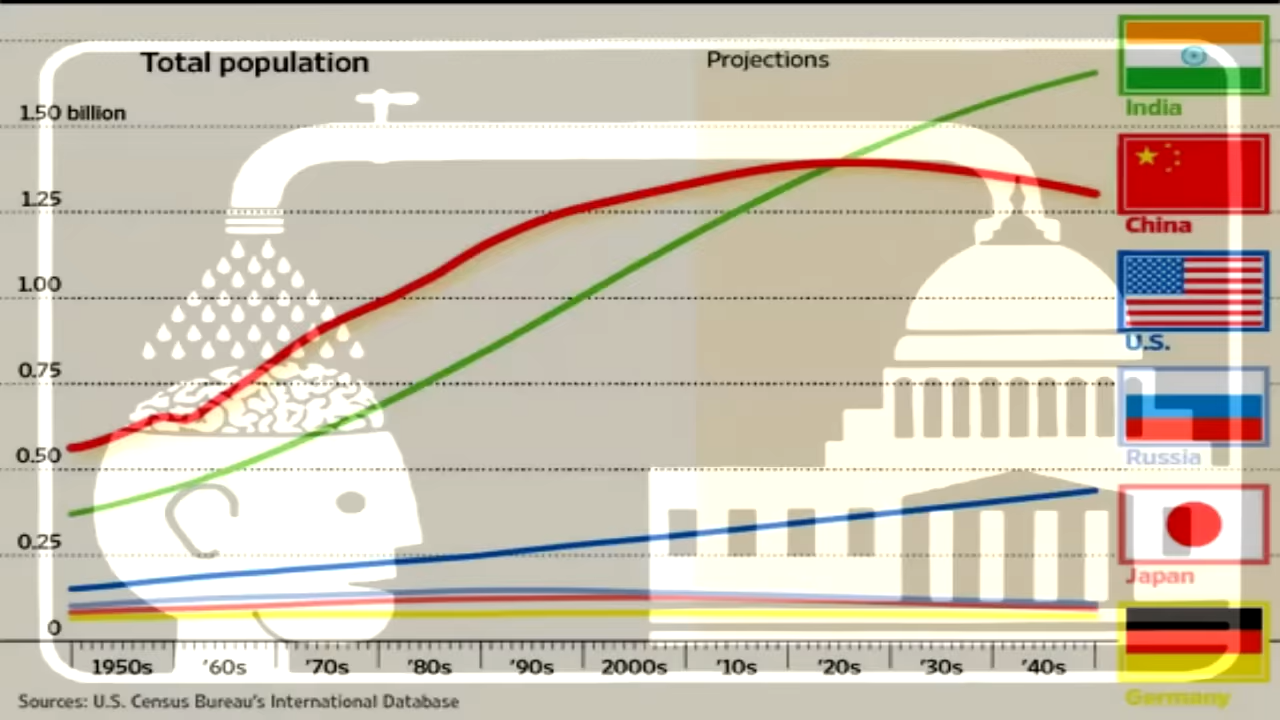 Total population
Projections
1.50 billion
1.25
1.00
0.75
0.50
0.25
0
1950s '60s '70s '80s '90s 2000s '10s '20s '30s '40s
India
China
U.S.
Russia
Japan
Germany
Sources: U.S. Census Bureau's International Database